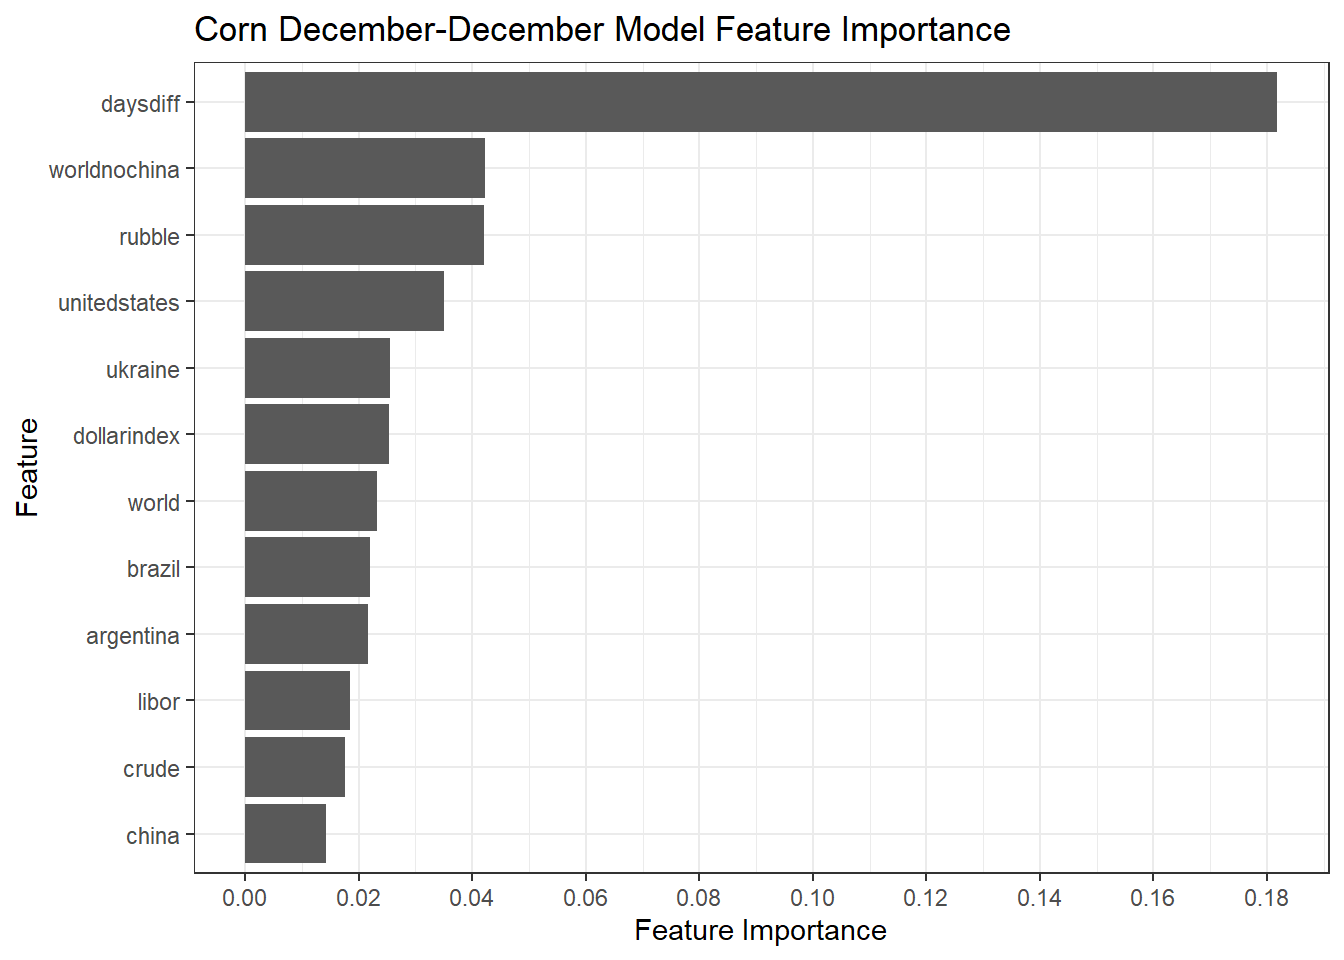 Corn December-December Model Feature Importance
daysdiff
worldnochina
rubble
unitedstates
ukraine
dollarindex
world
brazil
argentina
libor
crude
china
Feature
0.00 0.02 0.04 0.06 0.08 0.10 0.12 0.14 0.16 0.18
Feature Importance